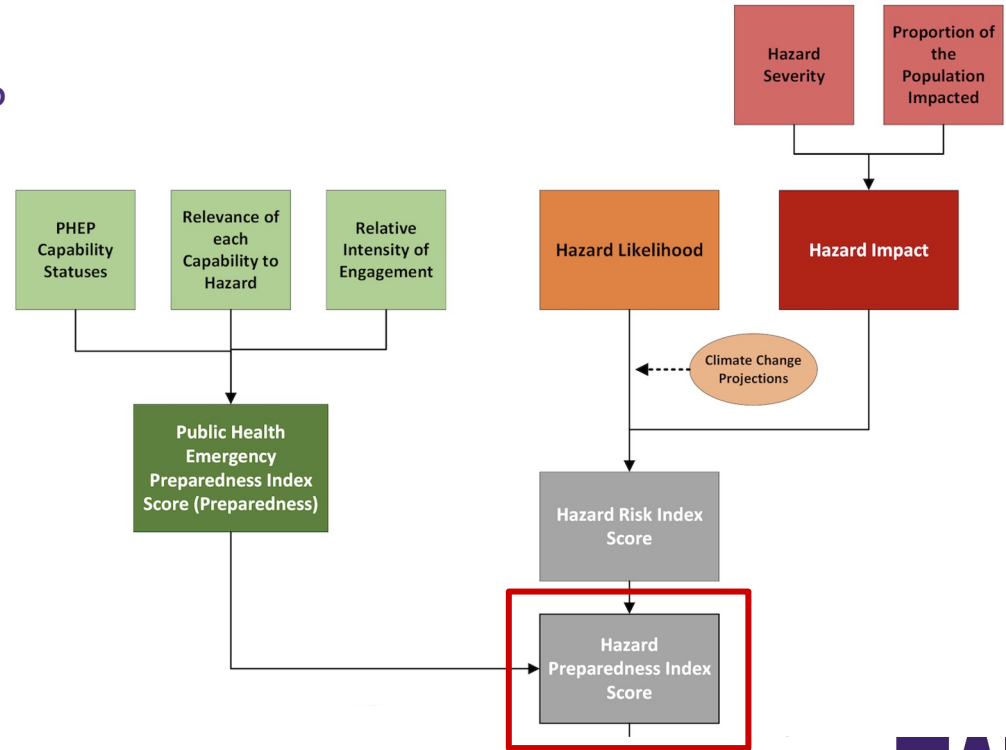 Hazard
Severity
Proportion of
the
Population
Impacted
PHEP
Capability
Statuses
Relevance of
each
Capability to
Hazard
Relative
Intensity of
Engagement
Hazard Likelihood
Hazard Impact
Climate Change
Projections
Public Health
Emergency
Preparedness Index
Score (Preparedness)
Hazard Risk Index
Score
Hazard
Preparedness Index
Score